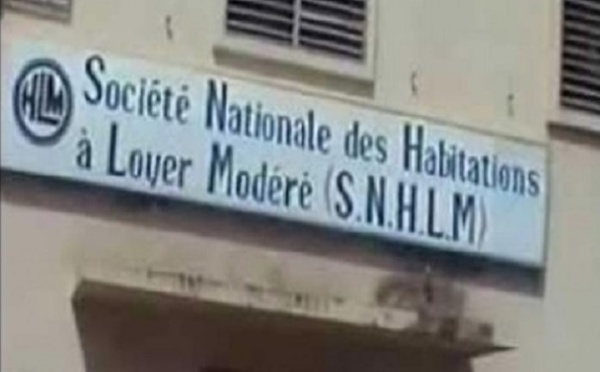 HLM
Société Nationale des Habitations
à Loyer Modéré (S.N.H.L.M)